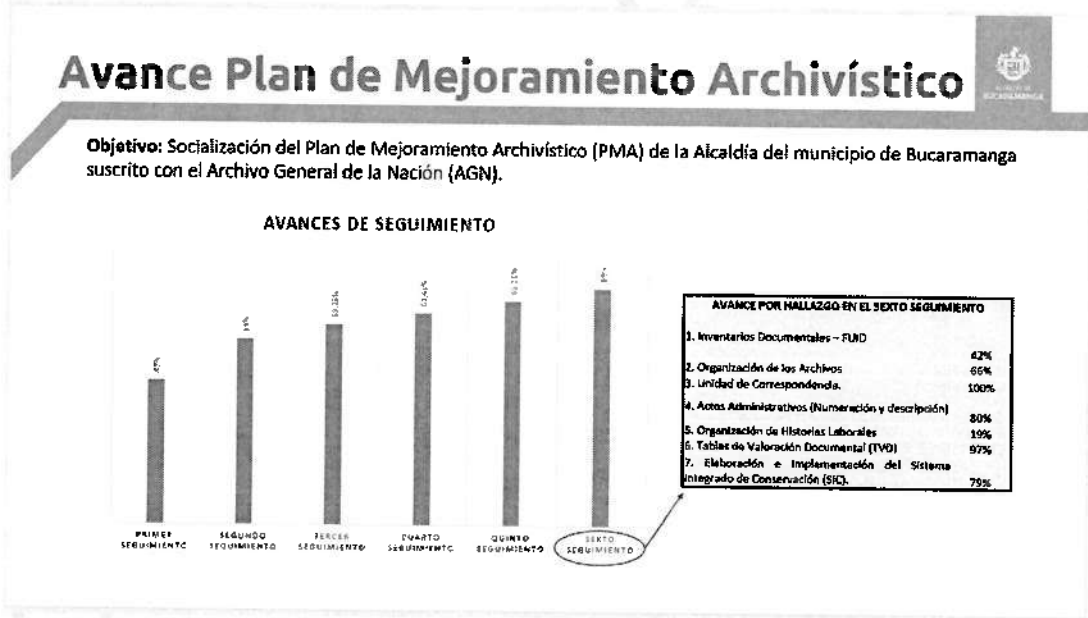 Avance Plan de Mejoramiento Archivístico
BUCARAMANGA
Objetivo: Socialización del Plan de Mejoramiento Archivístico (PMA) de la Alcaldía del municipio de Bucaramanga
suscrito con el Archivo General de la Nación (AGN).
AVANCES DE SEGUIMIENTO
PRIMER
SEGUIMIENTO
SEGUNDO
SEGUIMIENTO
TERCER
SEGUIMIENTO
CUARTO
SEGUIMIENTO
QUINTO
SEGUIMIENTO
SEXTO
SEGUIMIENTO
AVANCE POR HALLAZGO EN EL SEXTO SEGUIMIENTO
1. Inventarios Documentales – FUID
42%
2. Organización de los Archivos 66%
3. Unidad de Correspondencia. 100%
4. Actos Administrativos (Numeración y descripción)
80%
5. Organización de Historias Laborales 19%
6. Tablas de Valoración Documental (TVD) 97%
7. Elaboración e Implementación del Sistema
Integrado de Conservación (SIC). 79%